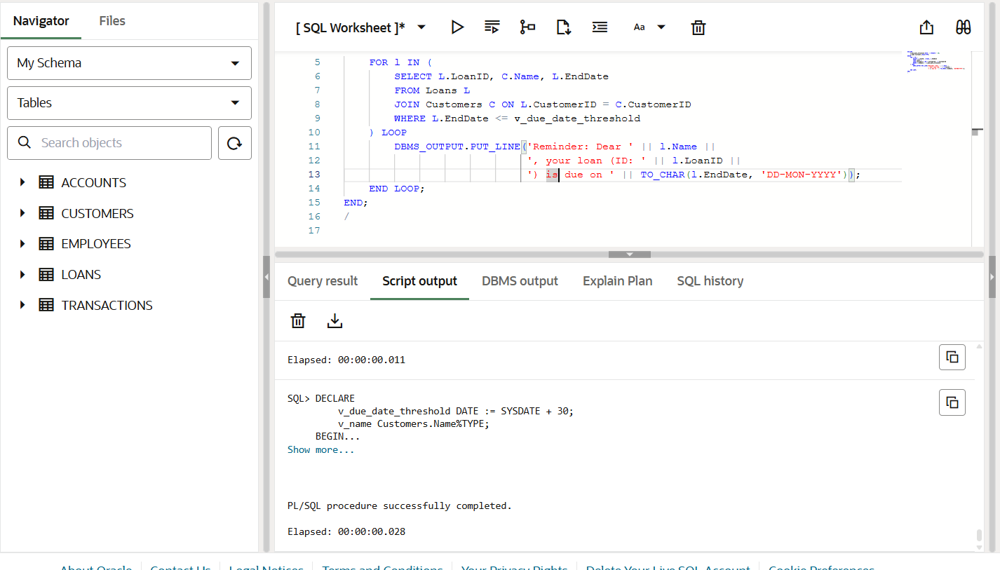 Navigator
Files
My Schema
Tables
Search objects
ACCOUNTS
CUSTOMERS
EMPLOYEES
LOANS
TRANSACTIONS
[ SQL Worksheet ]*
Aa
5 FOR l IN (
6 SELECT L.LoanID, C.Name, L.EndDate
7 FROM Loans L
8 JOIN Customers C ON L.CustomerID = C.CustomerID
9 WHERE L.EndDate <= v_due_date_threshold
10 ) LOOP
11 DBMS_OUTPUT.PUT_LINE('Reminder: Dear ' || l.Name ||
12 ', your loan (ID: ' || l.LoanID ||
13 ') is due on ' || TO_CHAR(l.EndDate, 'DD-MON-YYYY'));
14 END LOOP;
15 END;
16 /
17
Query result
Script output
DBMS output
Explain Plan
SQL history
Elapsed: 00:00:00.011
SQL> DECLARE
v_due_date_threshold DATE := SYSDATE + 30;
v_name Customers.Name%TYPE;
BEGIN...
Show more...
PL/SQL procedure successfully completed.
Elapsed: 00:00:00.028
About Oracle
Contact Us
Legal Notices
Terms and Conditions
Your Privacy Rights
Delete Your Live SQL Account
Cookie Preferences